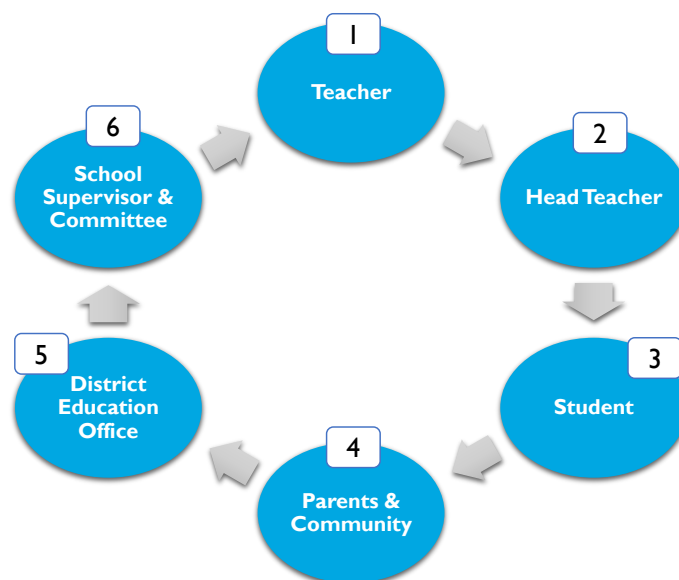 1
Teacher
2
Head Teacher
3
Student
4
Parents &
Community
5
District
Education
Office
6
School
Supervisor &
Committee